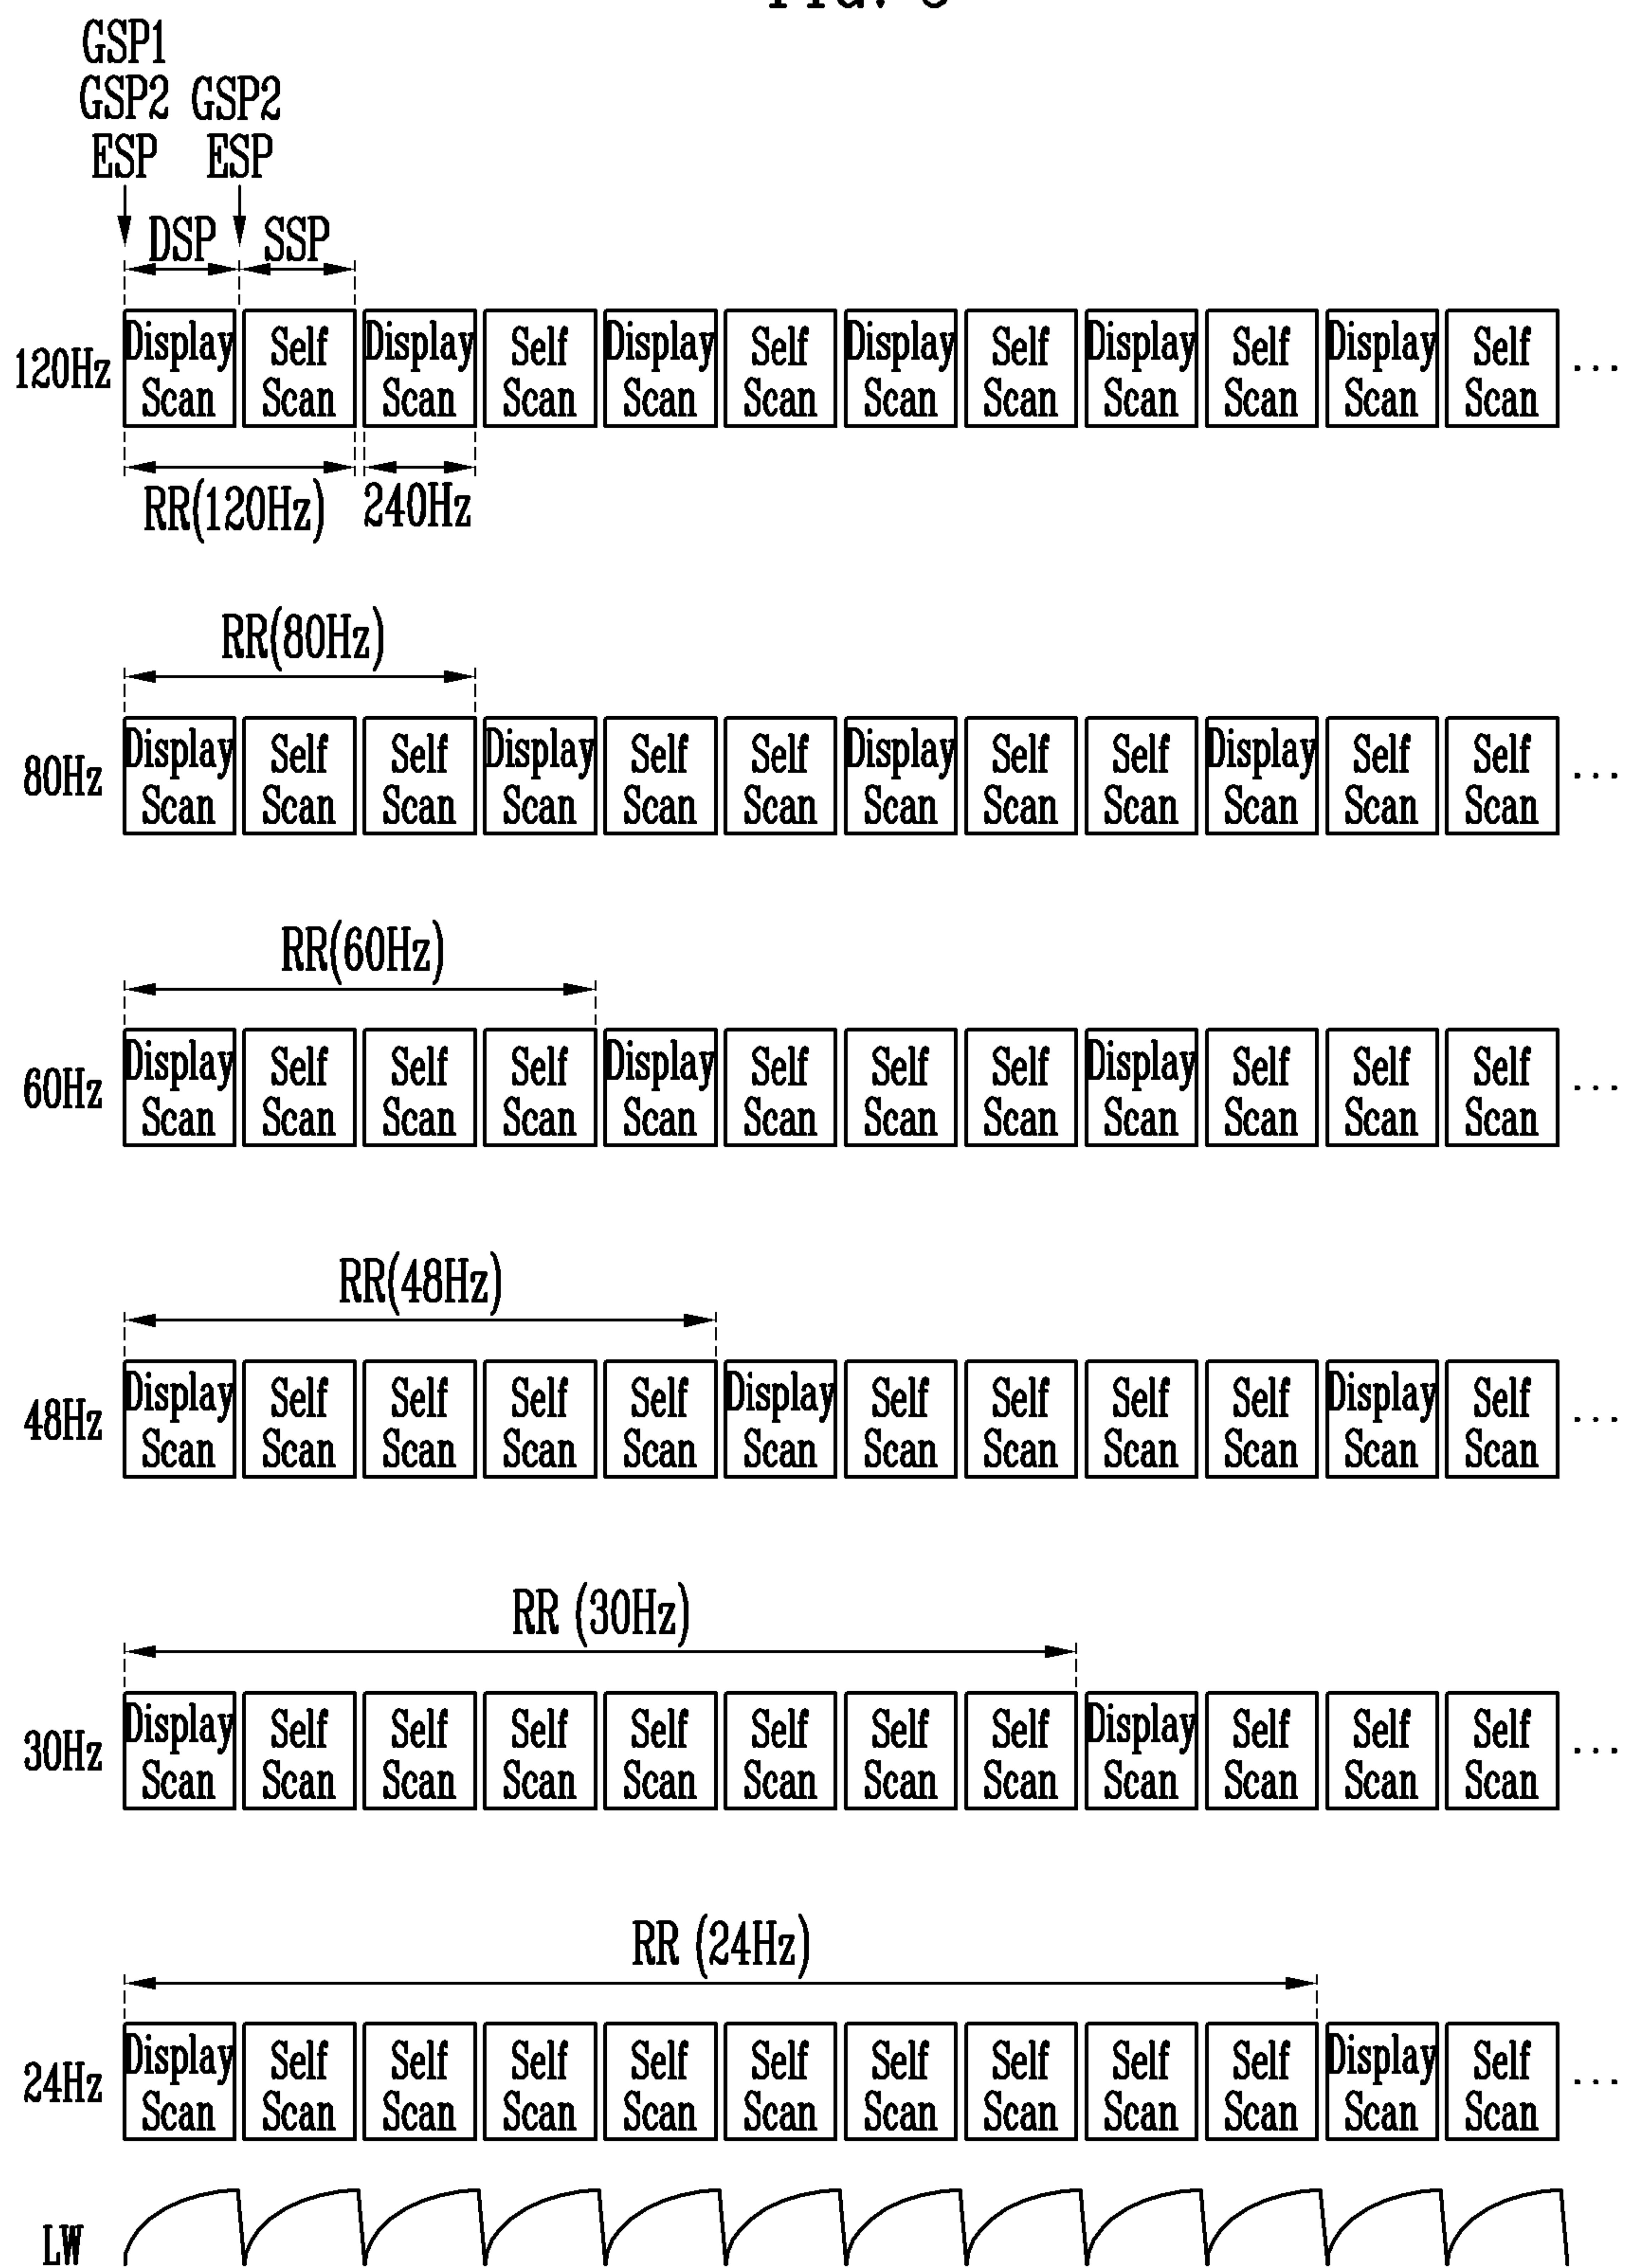 GSP1
GSP2 GSP2
ESP ESP
DSP SSP
120Hz Display Scan Self Scan Display Scan Self Scan Display Scan Self Scan Display Scan Self Scan Display Scan Self Scan Display Scan Self Scan ...
RR(120Hz) 240Hz
RR(80Hz)
80Hz Display Scan Self Scan Self Scan Display Scan Self Scan Self Scan Display Scan Self Scan Self Scan Display Scan Self Scan Self Scan ...
RR(60Hz)
60Hz Display Scan Self Scan Self Scan Self Scan Display Scan Self Scan Self Scan Self Scan Display Scan Self Scan Self Scan Self Scan ...
RR(48Hz)
48Hz Display Scan Self Scan Self Scan Self Scan Self Scan Display Scan Self Scan Self Scan Self Scan Self Scan Display Scan Self Scan ...
RR (30Hz)
30Hz Display Scan Self Scan Self Scan Self Scan Self Scan Self Scan Self Scan Self Scan Display Scan Self Scan Self Scan Self Scan ...
RR (24Hz)
24Hz Display Scan Self Scan Self Scan Self Scan Self Scan Self Scan Self Scan Self Scan Self Scan Self Scan Display Scan Self Scan ...
LW